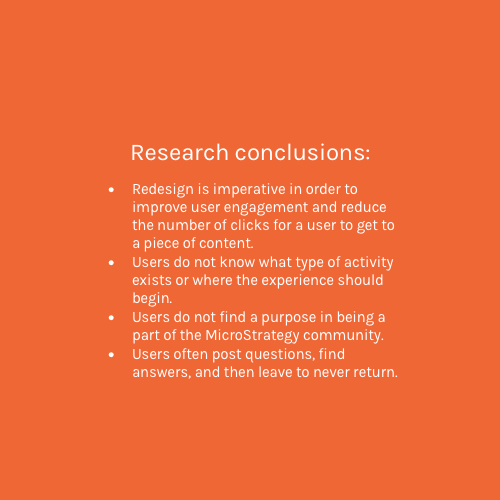 Research conclusions:
• Redesign is imperative in order to
improve user engagement and reduce
the number of clicks for a user to get to
a piece of content.
• Users do not know what type of activity
exists or where the experience should
begin.
• Users do not find a purpose in being a
part of the MicroStrategy community.
• Users often post questions, find
answers, and then leave to never return.